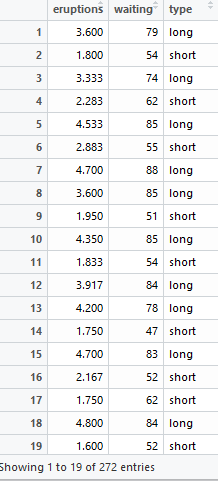 eruptions waiting type
1 3.600 79 long
2 1.800 54 short
3 3.333 74 long
4 2.283 62 short
5 4.533 85 long
6 2.883 55 short
7 4.700 88 long
8 3.600 85 long
9 1.950 51 short
10 4.350 85 long
11 1.833 54 short
12 3.917 84 long
13 4.200 78 long
14 1.750 47 short
15 4.700 83 long
16 2.167 52 short
17 1.750 62 short
18 4.800 84 long
19 1.600 52 short
Showing 1 to 19 of 272 entries